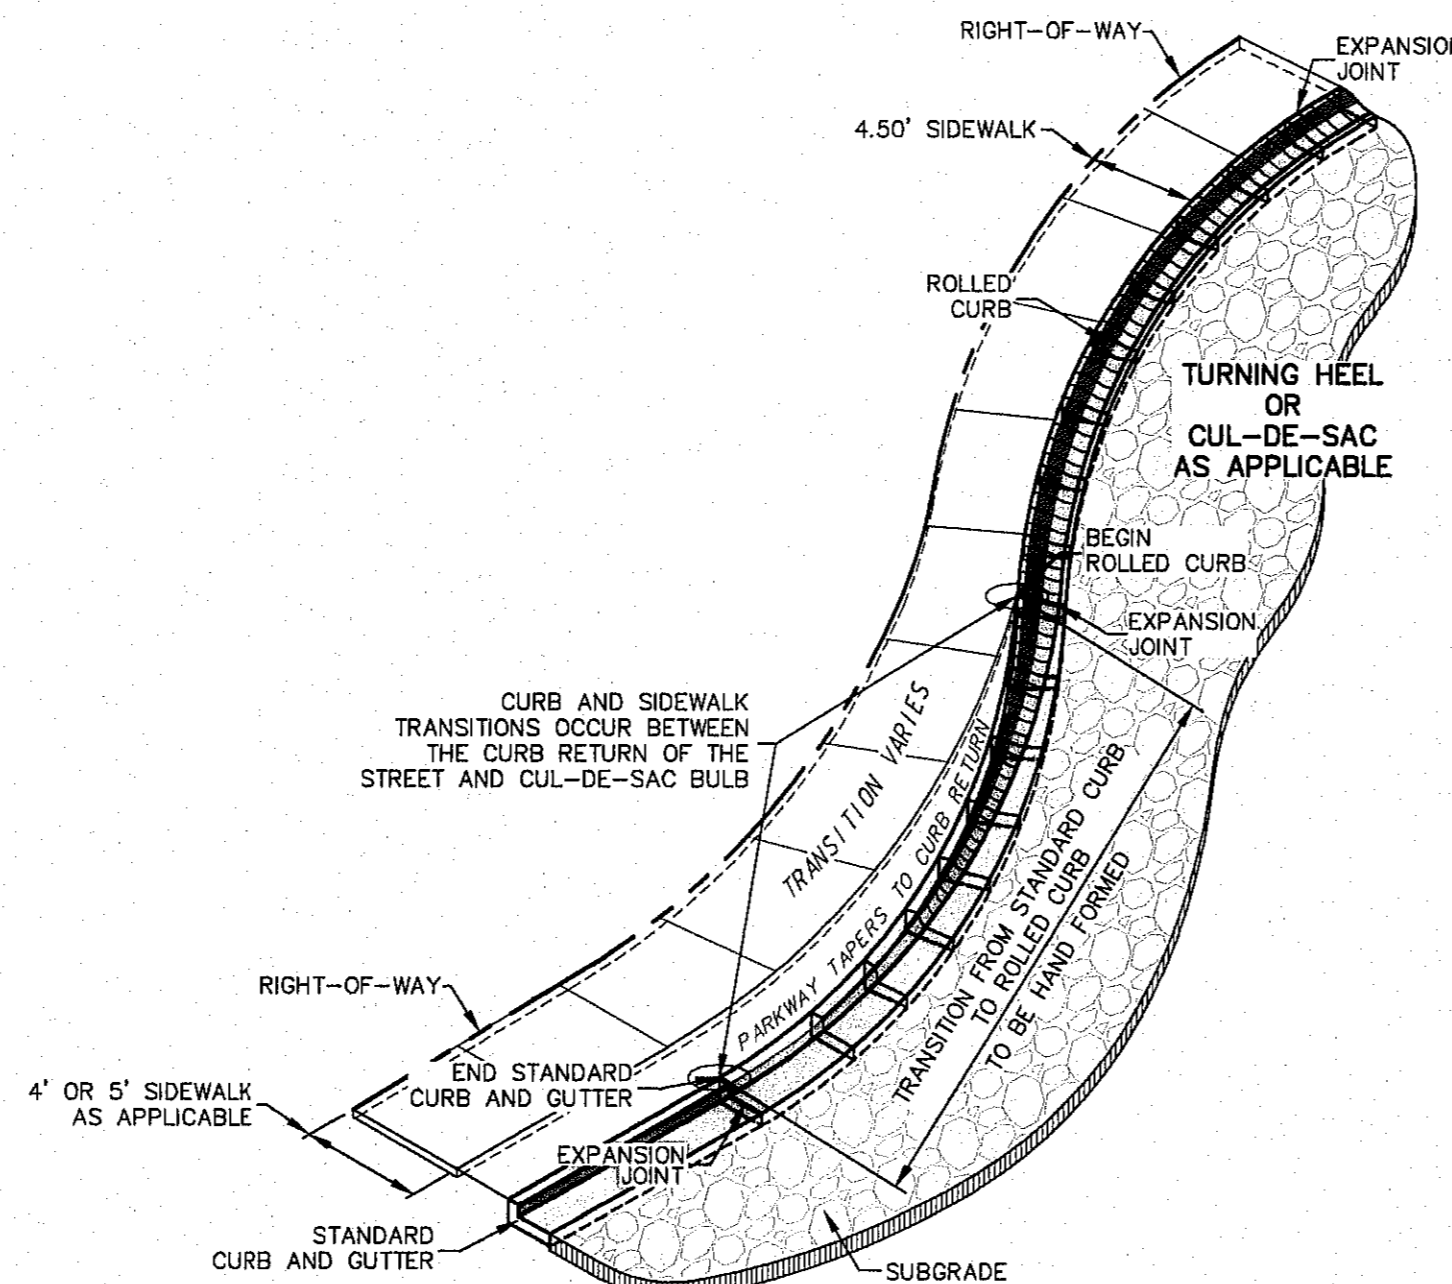 RIGHT-OF-WAY
EXPANSION
JOINT
4.50' SIDEWALK
ROLLED
CURB
TURNING HEEL
OR
CUL-DE-SAC
AS APPLICABLE
BEGIN
ROLLED CURB
EXPANSION
JOINT
CURB AND SIDEWALK
TRANSITIONS OCCUR BETWEEN
THE CURB RETURN OF THE
STREET AND CUL-DE-SAC BULB
TRANSITION VARIES
PARKWAY TAPERS TO CURB RETURN
TRANSITION FROM STANDARD CURB
TO ROLLED CURB
TO BE HAND FORMED
RIGHT-OF-WAY
END STANDARD
CURB AND GUTTER
4' OR 5' SIDEWALK
AS APPLICABLE
EXPANSION
JOINT
STANDARD
CURB AND GUTTER
SUBGRADE